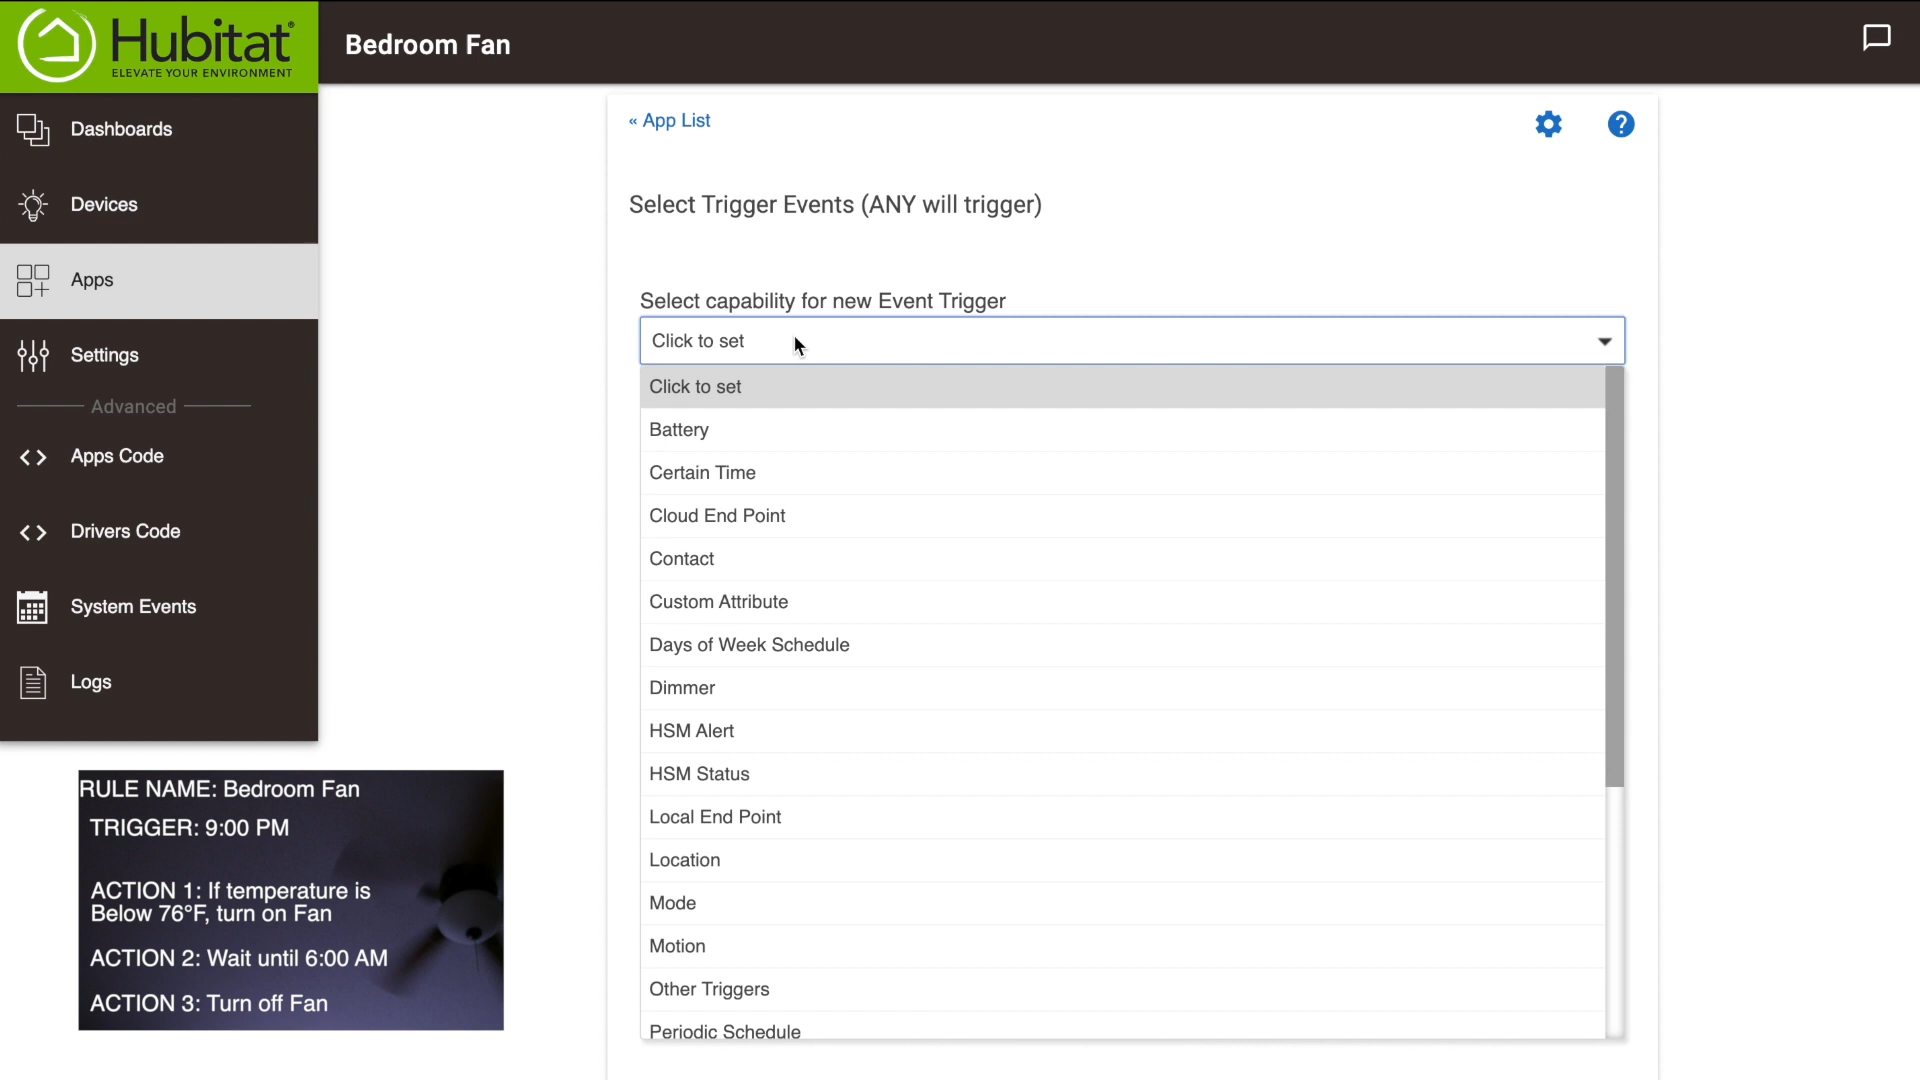 Hubitat®
ELEVATE YOUR ENVIRONMENT
Bedroom Fan
Dashboards
Devices
Apps
Settings
Advanced
Apps Code
Drivers Code
System Events
Logs
« App List
?
Select Trigger Events (ANY will trigger)
Select capability for new Event Trigger
Click to set
Click to set
Battery
Certain Time
Cloud End Point
Contact
Custom Attribute
Days of Week Schedule
Dimmer
HSM Alert
HSM Status
Local End Point
Location
Mode
Motion
Other Triggers
Periodic Schedule
RULE NAME: Bedroom Fan
TRIGGER: 9:00 PM
ACTION 1: If temperature is
Below 76°F, turn on Fan
ACTION 2: Wait until 6:00 AM
ACTION 3: Turn off Fan